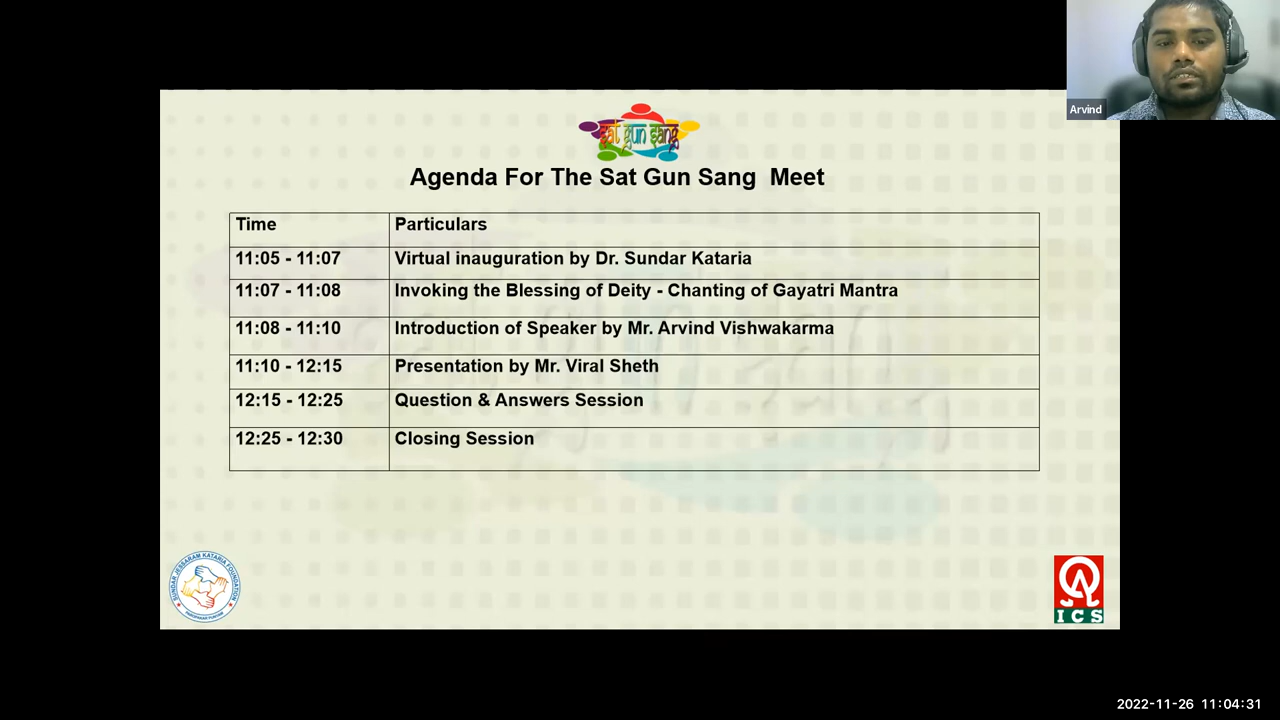 Arvind
sat gun sang
Agenda For The Sat Gun Sang Meet
Time Particulars
11:05 - 11:07 Virtual inauguration by Dr. Sundar Kataria
11:07 - 11:08 Invoking the Blessing of Deity - Chanting of Gayatri Mantra
11:08 - 11:10 Introduction of Speaker by Mr. Arvind Vishwakarma
11:10 - 12:15 Presentation by Mr. Viral Sheth
12:15 - 12:25 Question & Answers Session
12:25 - 12:30 Closing Session
SUNDAR JESSARAM KATARIA FOUNDATION
ICS
2022-11-26 11:04:31